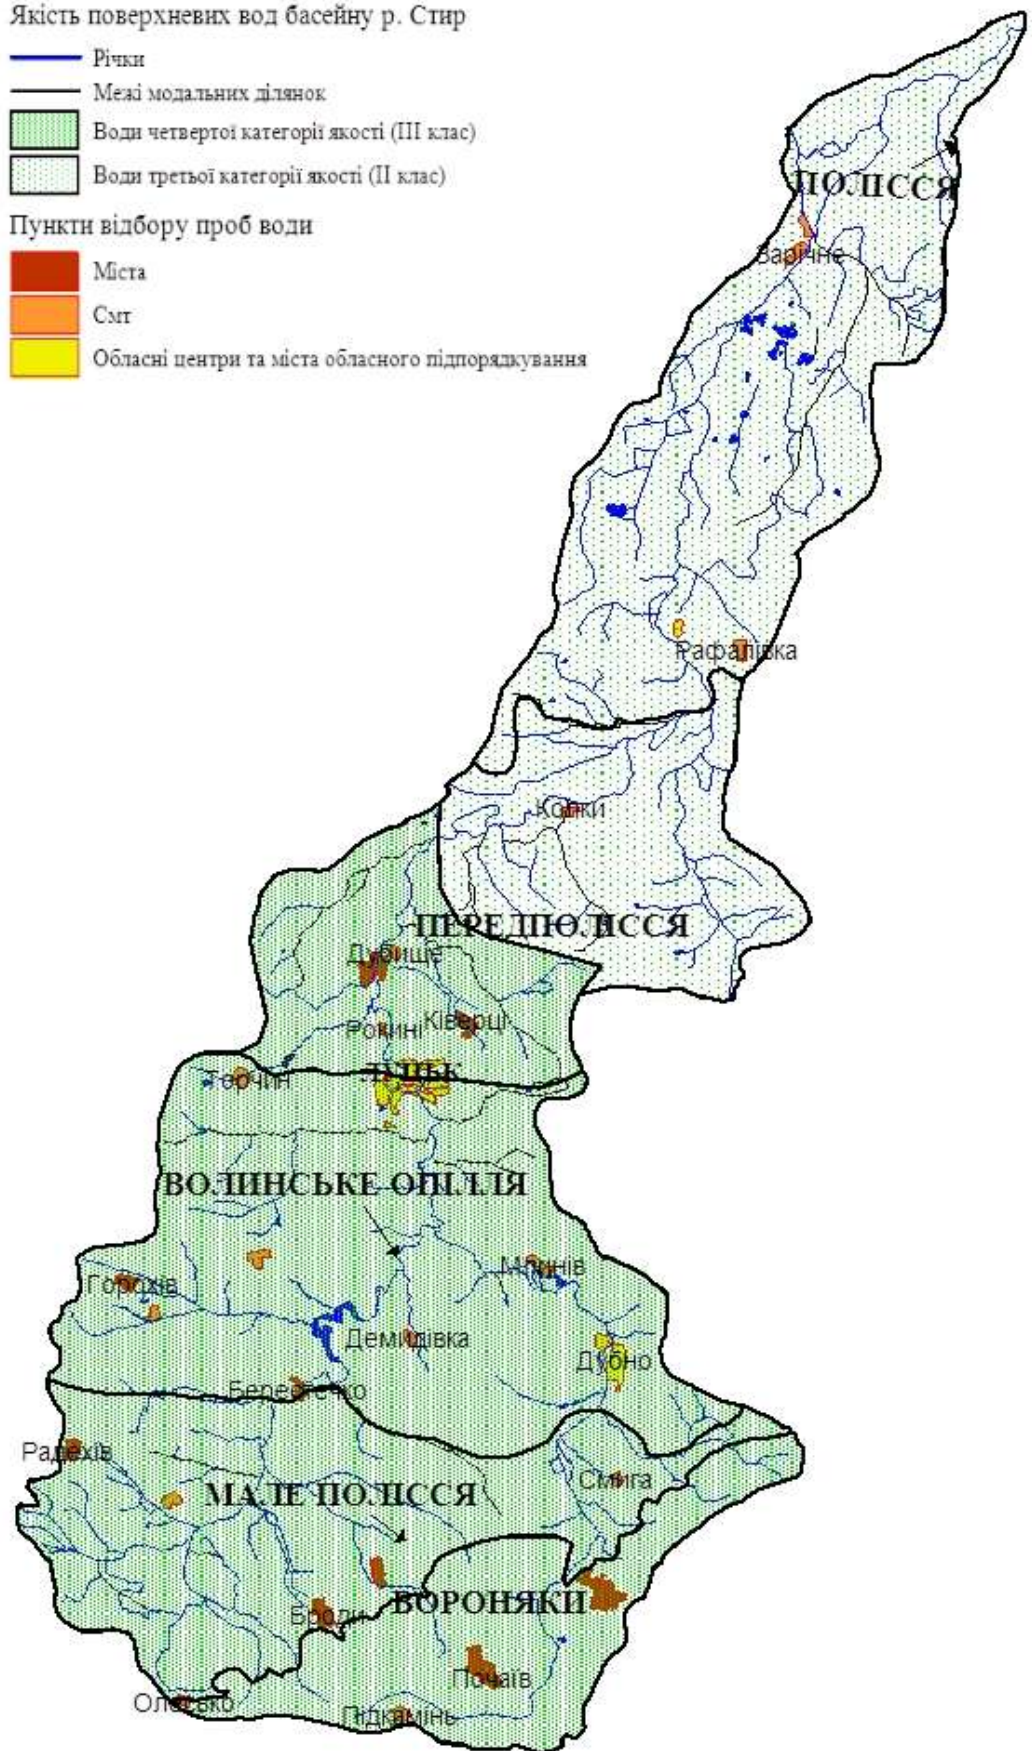 Якість поверхневих вод басейну р. Стир
Річки
Межі модальних ділянок
Води четвертої категорії якості (III клас)
Води третьої категорії якості (II клас)
Пункти відбору проб води
Міста
Смт
Обласні центри та міста обласного підпорядкування
ПОЛІССЯ
Зарічне
Рафалівка
Колки
ПЕРЕДПОЛІССЯ
Дубище
Рокині
Ківерці
ЛУЦЬК
Торчин
ВОЛИНСЬКЕ ОПІЛЛЯ
Млинів
Горохів
Демидівка
Дубно
Берестечко
Радехів
Смига
МАЛЕ ПОЛІССЯ
ВОРОНЯКИ
Броди
Почаїв
Олесько
Підкамінь